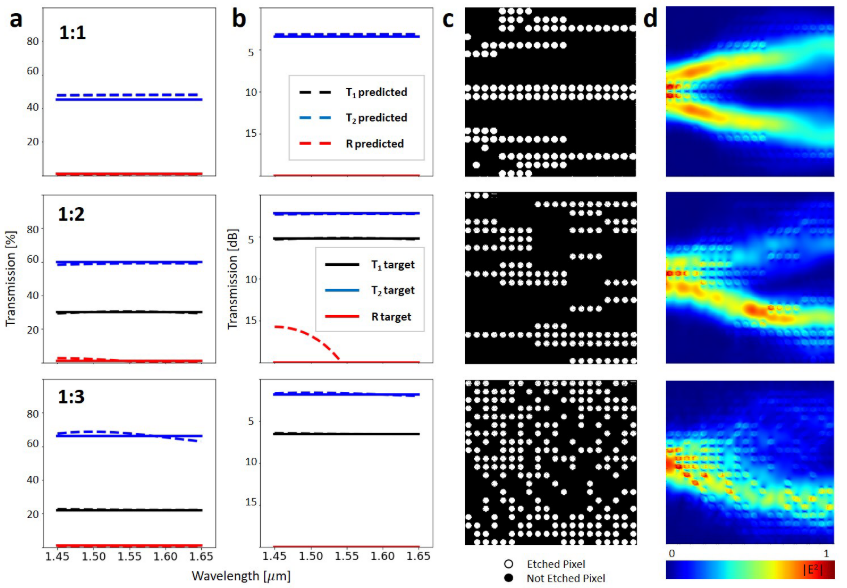 a
b
c
d
1:1
80
60
40
20
5
10
15
T1 predicted
T2 predicted
R predicted
1:2
80
60
40
20
Transmission [%]
5
10
15
Transmission [dB]
T1 target
T2 target
R target
1:3
80
60
40
20
1.45 1.50 1.55 1.60 1.65
5
10
15
1.45 1.50 1.55 1.60 1.65
Wavelength [μm]
Etched Pixel
Not Etched Pixel
0 1
|E²|